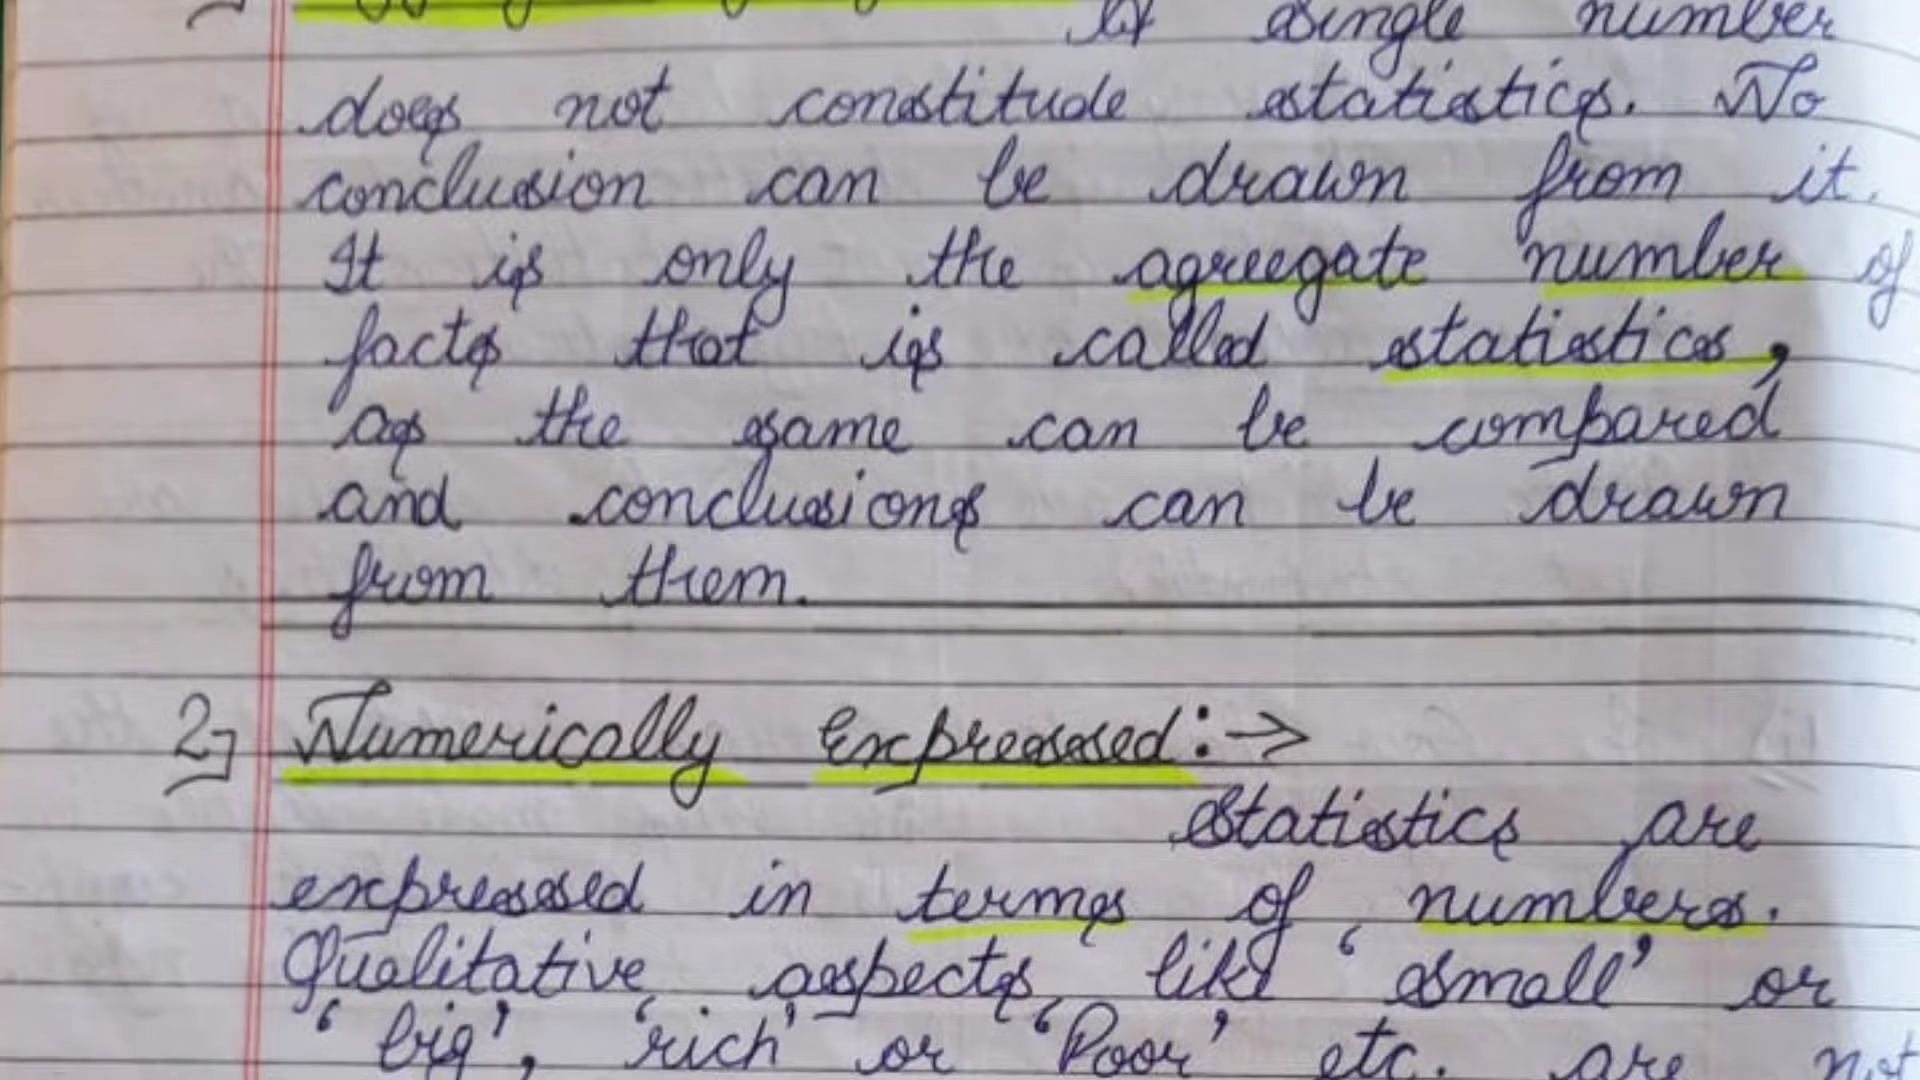 A single number
does not constitude statistics. No
conclusion can be drawn from it.
It is only the agreegate number of
facts that is called statistics,
as the same can be compared
and conclusions can be drawn
from them.
2] Numerically Expressed:→
Statistics are
expressed in terms of numbers.
Qualitative aspects like 'small' or
'big', 'rich' or 'Poor' etc. are not